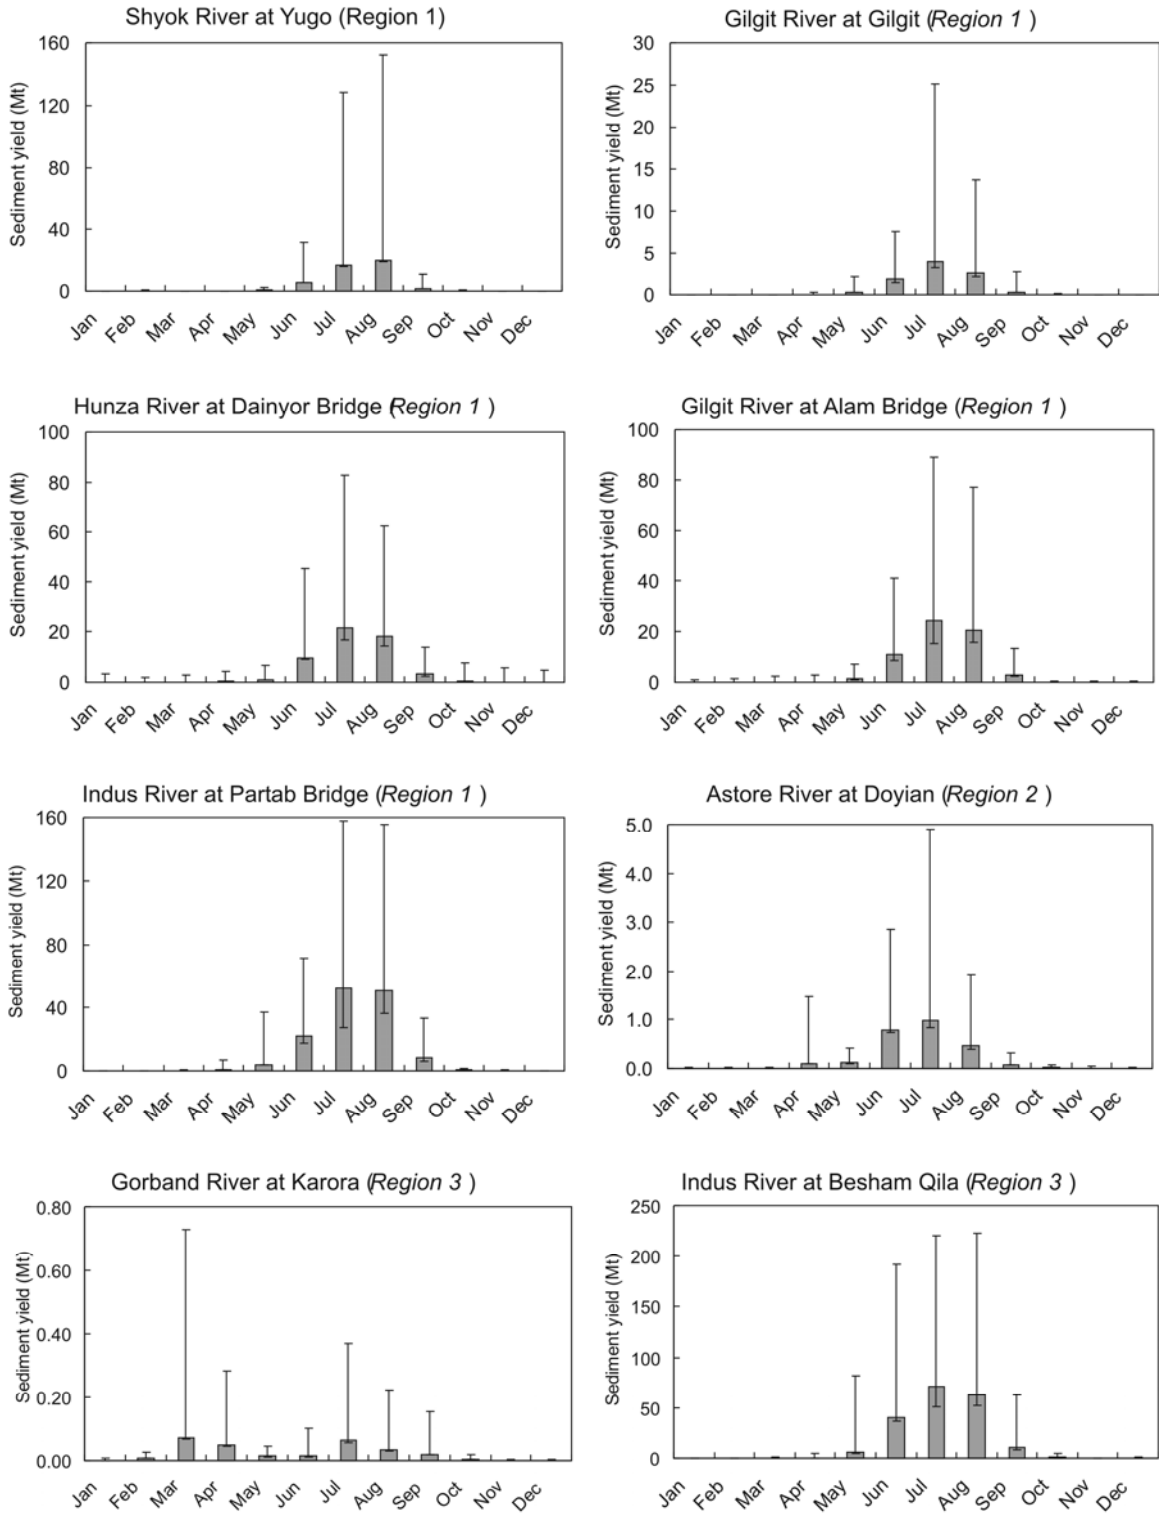 Shyok River at Yugo (Region 1)
Sediment yield (Mt)
160
120
80
40
0
Jan Feb Mar Apr May Jun Jul Aug Sep Oct Nov Dec
Gilgit River at Gilgit (Region 1 )
Sediment yield (Mt)
30
25
20
15
10
5
0
Jan Feb Mar Apr May Jun Jul Aug Sep Oct Nov Dec
Hunza River at Dainyor Bridge (Region 1 )
Sediment yield (Mt)
100
80
60
40
20
0
Jan Feb Mar Apr May Jun Jul Aug Sep Oct Nov Dec
Gilgit River at Alam Bridge (Region 1 )
Sediment yield (Mt)
100
80
60
40
20
0
Jan Feb Mar Apr May Jun Jul Aug Sep Oct Nov Dec
Indus River at Partab Bridge (Region 1 )
Sediment yield (Mt)
160
120
80
40
0
Jan Feb Mar Apr May Jun Jul Aug Sep Oct Nov Dec
Astore River at Doyian (Region 2 )
Sediment yield (Mt)
5.0
4.0
3.0
2.0
1.0
0.0
Jan Feb Mar Apr May Jun Jul Aug Sep Oct Nov Dec
Gorband River at Karora (Region 3 )
Sediment yield (Mt)
0.80
0.60
0.40
0.20
0.00
Jan Feb Mar Apr May Jun Jul Aug Sep Oct Nov Dec
Indus River at Besham Qila (Region 3 )
Sediment yield (Mt)
250
200
150
100
50
0
Jan Feb Mar Apr May Jun Jul Aug Sep Oct Nov Dec